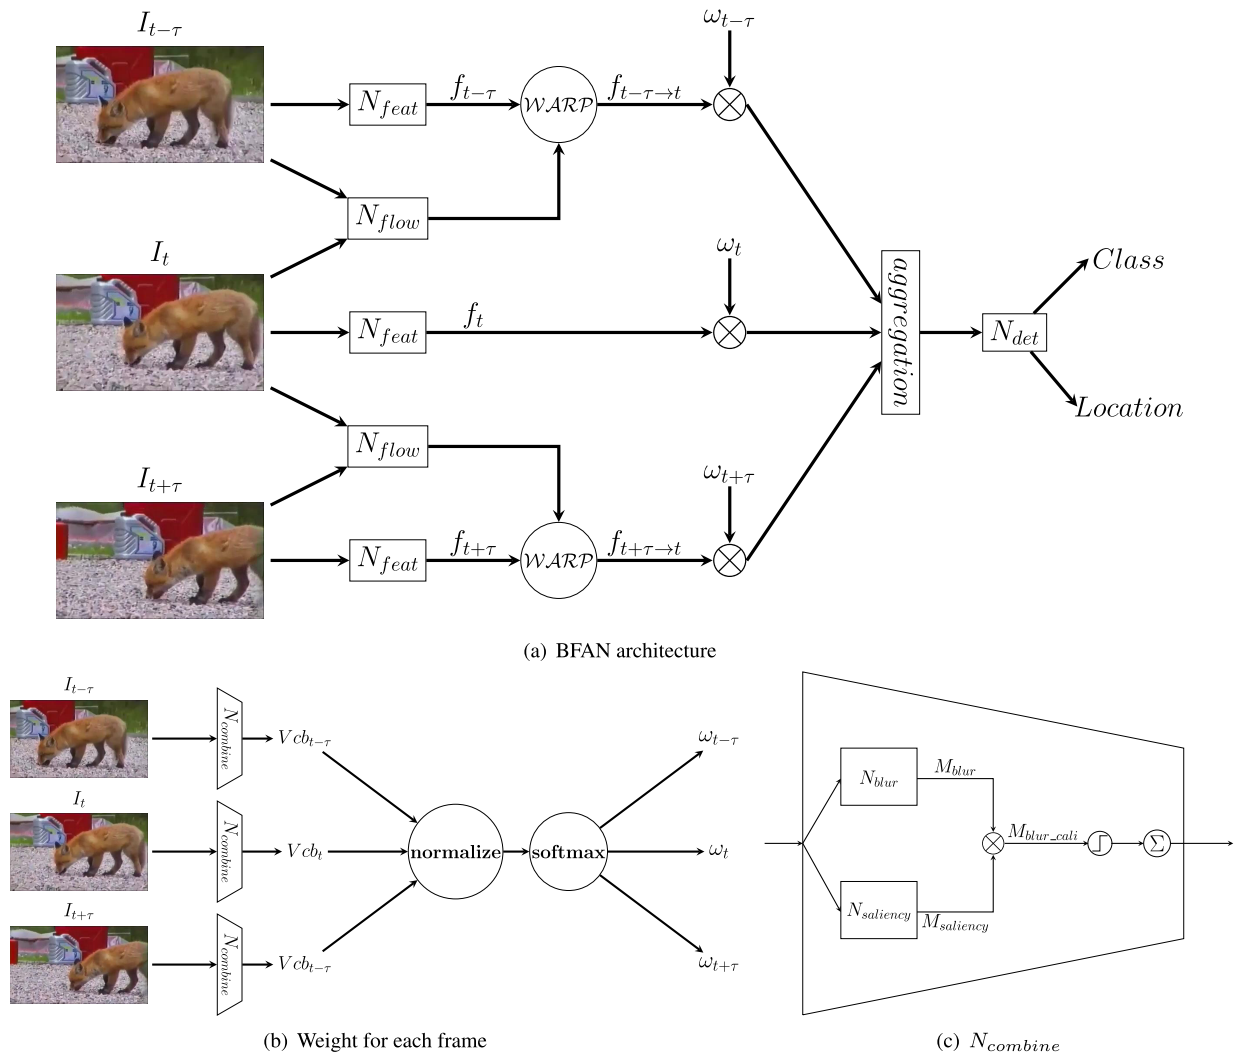 I_{t−τ}
ω_{t−τ}
N_{feat} f_{t−τ} WARP f_{t−τ→t}
N_{flow}
I_t
ω_t
Class
N_{feat} f_t aggregation N_{det}
Location
N_{flow}
I_{t+τ}
ω_{t+τ}
N_{feat} f_{t+τ} WARP f_{t+τ→t}
(a) BFAN architecture
I_{t−τ}
N_{combine} Vcb_{t−τ} ω_{t−τ}
I_t
N_{combine} Vcb_t normalize softmax ω_t
I_{t+τ}
N_{combine} Vcb_{t−τ} ω_{t+τ}
(b) Weight for each frame
N_{blur} M_{blur}
M_{blur_cali} Σ
N_{saliency} M_{saliency}
(c) N_{combine}